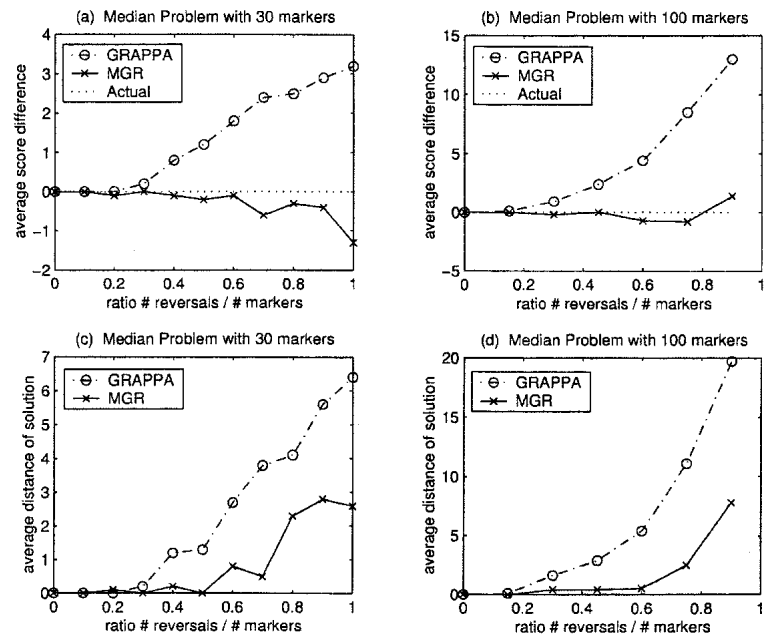 (a) Median Problem with 30 markers
average score difference
4
3
2
1
0
−1
−2
GRAPPA
MGR
Actual
0 0.2 0.4 0.6 0.8 1
ratio # reversals / # markers
(b) Median Problem with 100 markers
average score difference
15
10
5
0
−5
GRAPPA
MGR
Actual
0 0.2 0.4 0.6 0.8 1
ratio # reversals / # markers
(c) Median Problem with 30 markers
average distance of solution
7
6
5
4
3
2
1
0
GRAPPA
MGR
0 0.2 0.4 0.6 0.8 1
ratio # reversals / # markers
(d) Median Problem with 100 markers
average distance of solution
20
15
10
5
0
GRAPPA
MGR
0 0.2 0.4 0.6 0.8 1
ratio # reversals / # markers